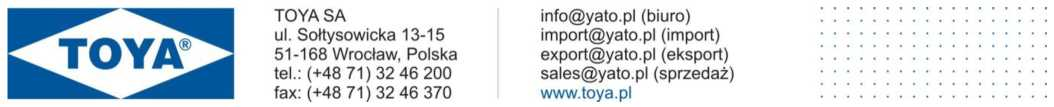 TOYA®
TOYA SA
ul. Sołtysowicka 13-15
51-168 Wrocław, Polska
tel.: (+48 71) 32 46 200
fax: (+48 71) 32 46 370
info@yato.pl (biuro)
import@yato.pl (import)
export@yato.pl (eksport)
sales@yato.pl (sprzedaż)
www.toya.pl